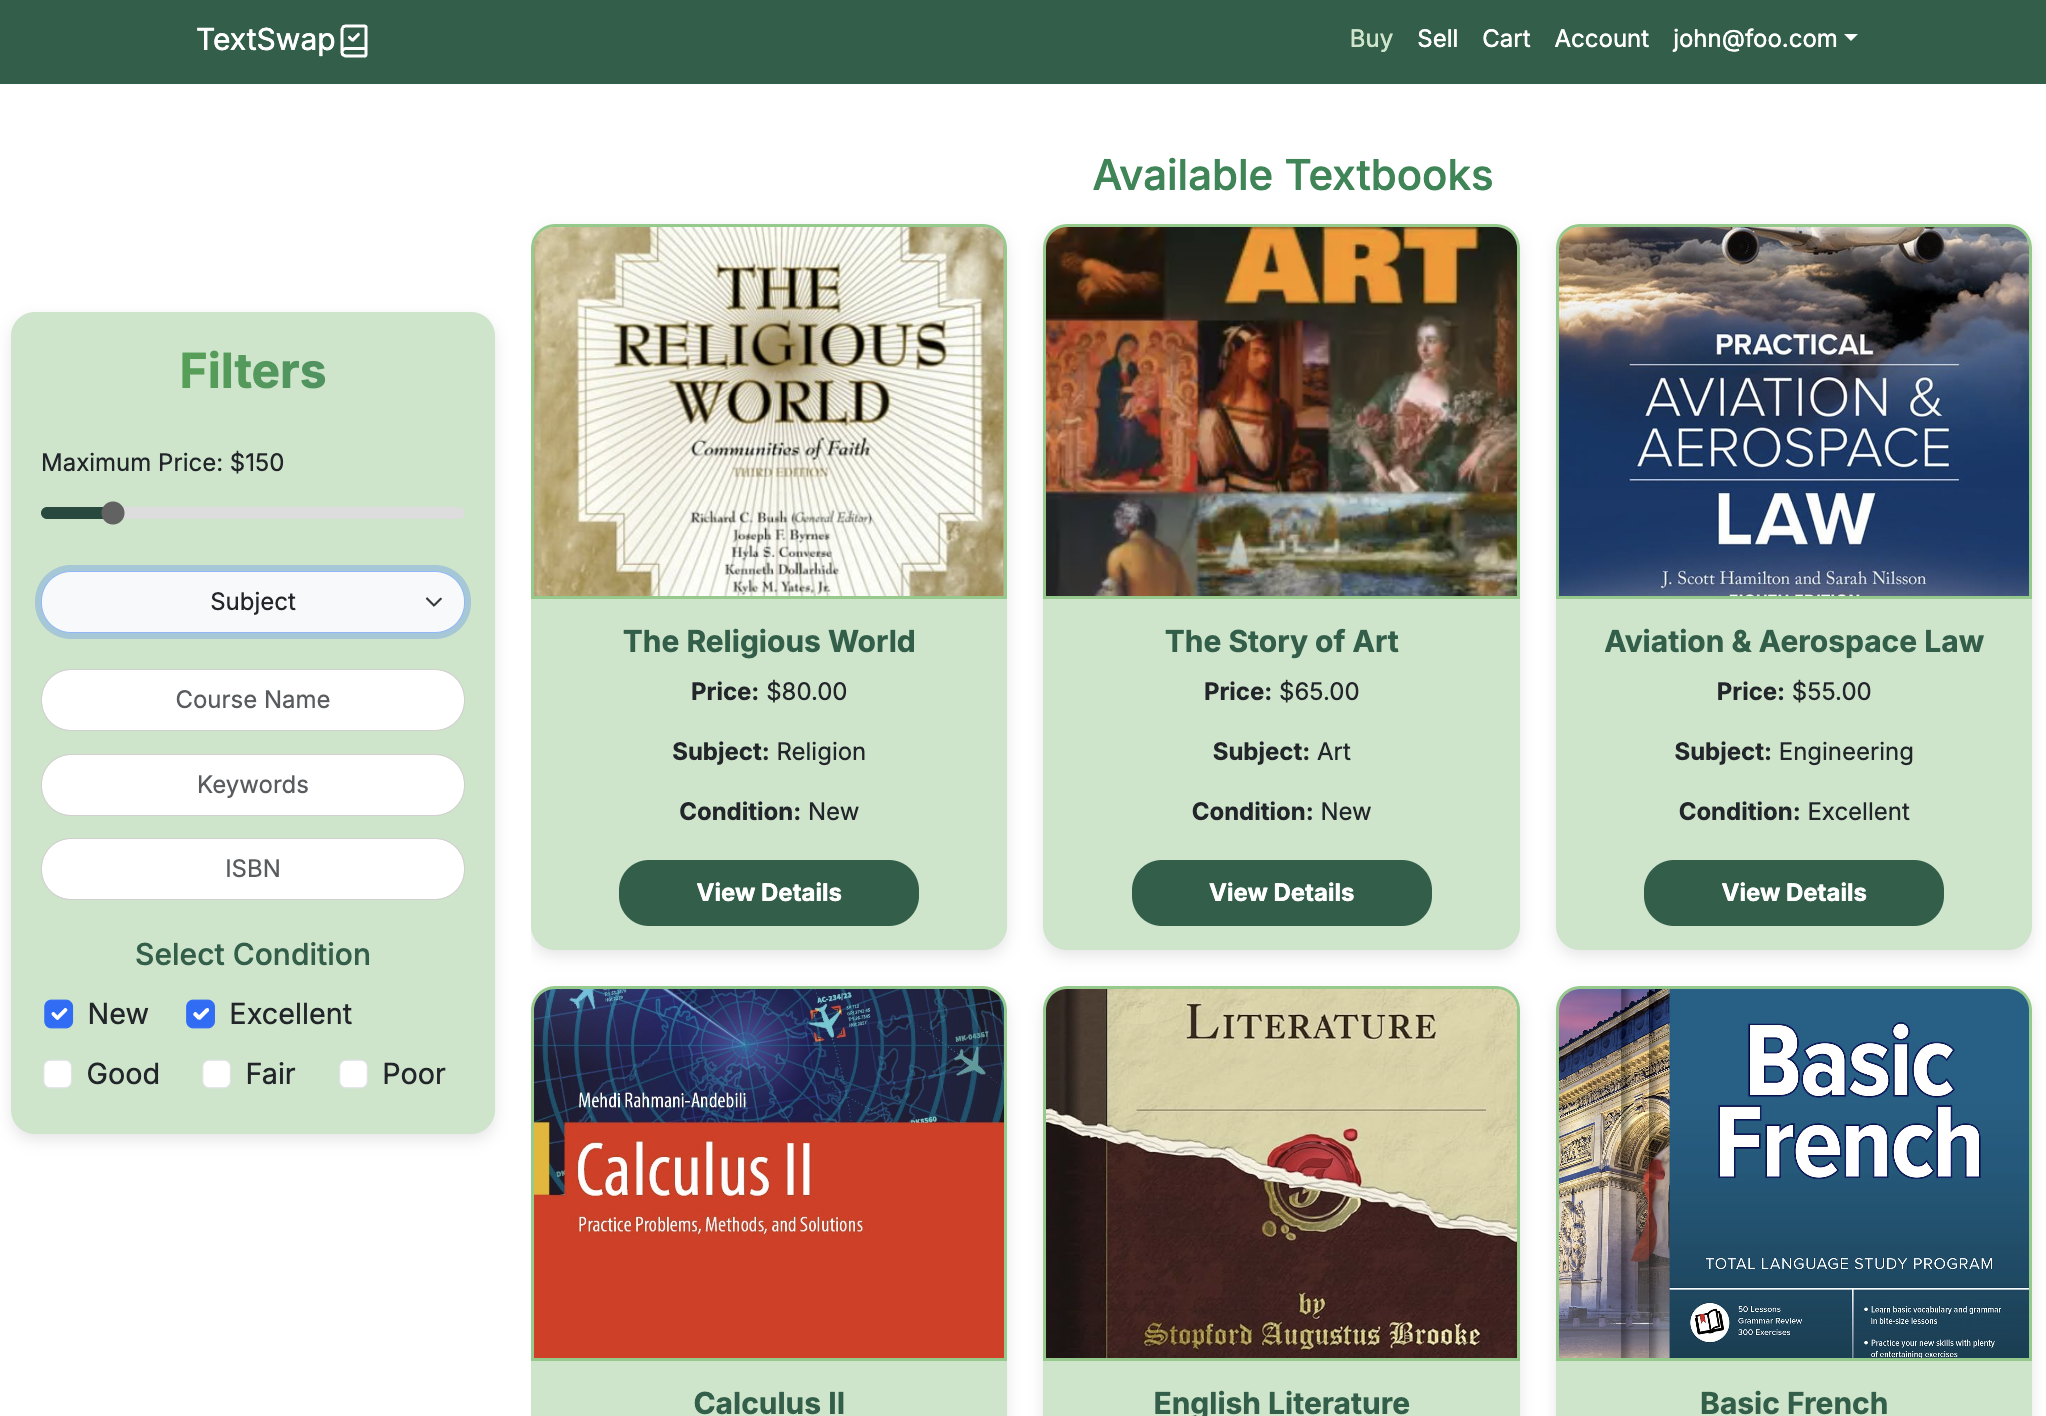 TextSwap
Buy Sell Cart Account john@foo.com
Available Textbooks
Filters
Maximum Price: $150
Subject
Course Name
Keywords
ISBN
Select Condition
New Excellent
Good Fair Poor
THE
RELIGIOUS
WORLD
Communities of Faith
THIRD EDITION
Richard C. Bush (General Editor)
Joseph F. Byrnes
Hyla S. Converse
Kenneth Dollarhide
Kyle M. Yates, Jr.
The Religious World
Price: $80.00
Subject: Religion
Condition: New
View Details
ART
The Story of Art
Price: $65.00
Subject: Art
Condition: New
View Details
PRACTICAL
AVIATION &
AEROSPACE
LAW
J. Scott Hamilton and Sarah Nilsson
Aviation & Aerospace Law
Price: $55.00
Subject: Engineering
Condition: Excellent
View Details
AC-234/23
Mehdi Rahmani-Andebili
Calculus II
Practice Problems, Methods, and Solutions
Calculus II
LITERATURE
by
Stopford Augustus Brooke
English Literature
Basic
French
TOTAL LANGUAGE STUDY PROGRAM
50 Lessons
Grammar Review
300 Exercises
• Learn basic vocabulary and grammar
in bite-size lessons
• Practice your new skills with plenty
of entertaining exercises
Basic French